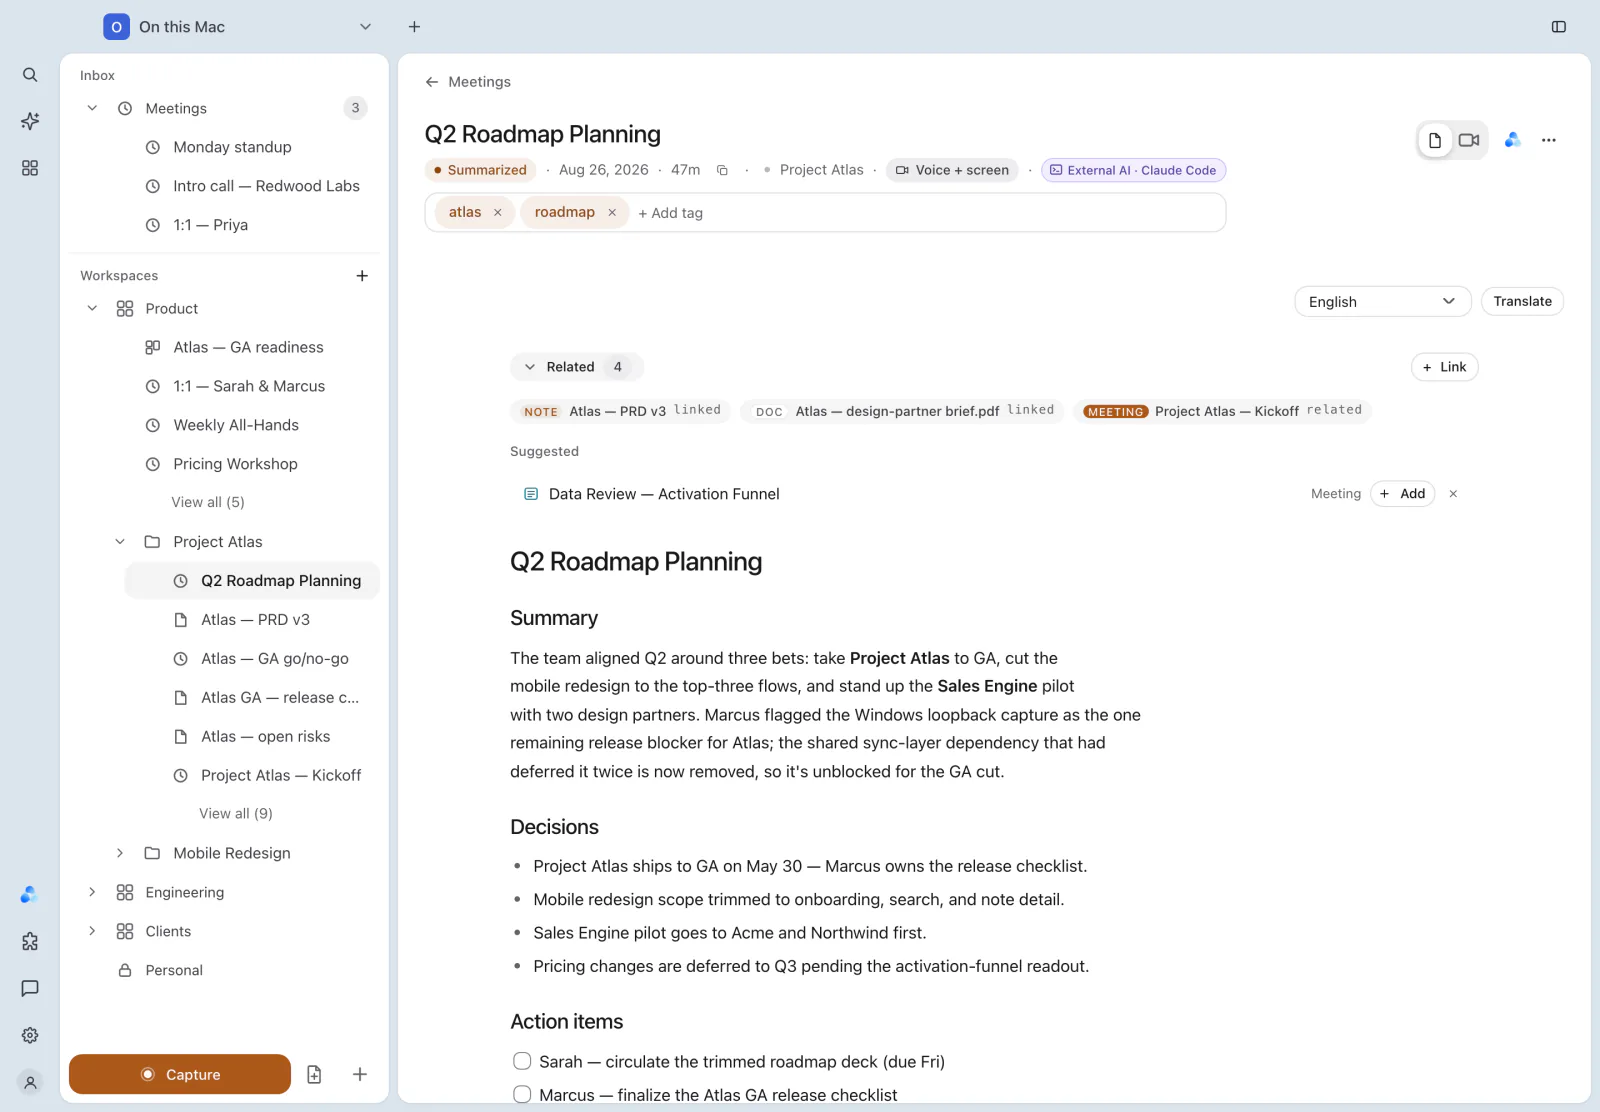 O On this Mac
Inbox
Meetings 3
Monday standup
Intro call — Redwood Labs
1:1 — Priya
Workspaces
Product
Atlas — GA readiness
1:1 — Sarah & Marcus
Weekly All-Hands
Pricing Workshop
View all (5)
Project Atlas
Q2 Roadmap Planning
Atlas — PRD v3
Atlas — GA go/no-go
Atlas GA — release c...
Atlas — open risks
Project Atlas — Kickoff
View all (9)
Mobile Redesign
Engineering
Clients
Personal
Capture
Meetings
Q2 Roadmap Planning
Summarized · Aug 26, 2026 · 47m · Project Atlas · Voice + screen · External AI · Claude Code
atlas × roadmap × + Add tag
English Translate
Related 4 + Link
NOTE Atlas — PRD v3 linked DOC Atlas — design-partner brief.pdf linked MEETING Project Atlas — Kickoff related
Suggested
Data Review — Activation Funnel Meeting + Add ×
Q2 Roadmap Planning
Summary
The team aligned Q2 around three bets: take Project Atlas to GA, cut the
mobile redesign to the top-three flows, and stand up the Sales Engine pilot
with two design partners. Marcus flagged the Windows loopback capture as the one
remaining release blocker for Atlas; the shared sync-layer dependency that had
deferred it twice is now removed, so it's unblocked for the GA cut.
Decisions
• Project Atlas ships to GA on May 30 — Marcus owns the release checklist.
• Mobile redesign scope trimmed to onboarding, search, and note detail.
• Sales Engine pilot goes to Acme and Northwind first.
• Pricing changes are deferred to Q3 pending the activation-funnel readout.
Action items
Sarah — circulate the trimmed roadmap deck (due Fri)
Marcus — finalize the Atlas GA release checklist